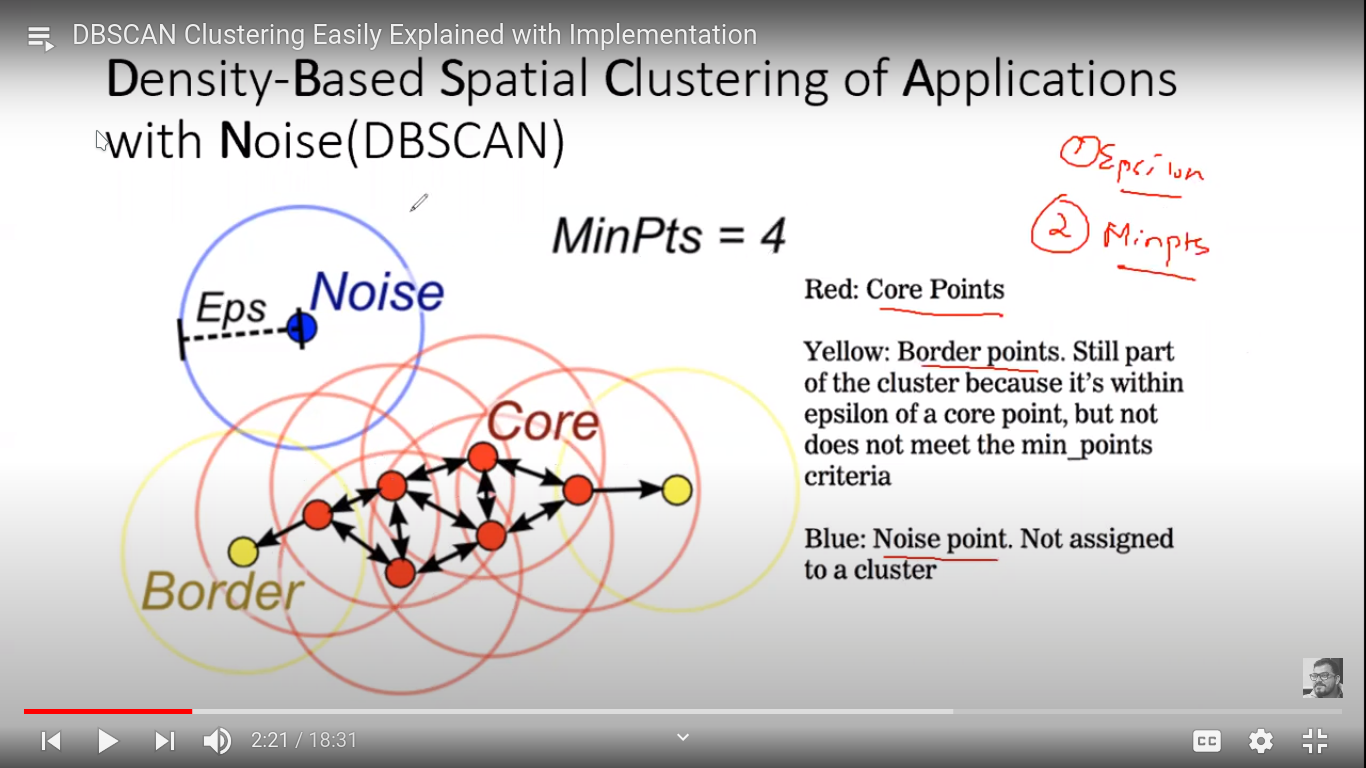 DBSCAN Clustering Easily Explained with Implementation
Density-Based Spatial Clustering of Applications
with Noise(DBSCAN)
① Epsilon
② Minpts
MinPts = 4
Noise
Eps
Core
Border
Red: Core Points
Yellow: Border points. Still part
of the cluster because it's within
epsilon of a core point, but not
does not meet the min_points
criteria
Blue: Noise point. Not assigned
to a cluster
2:21 / 18:31
CC